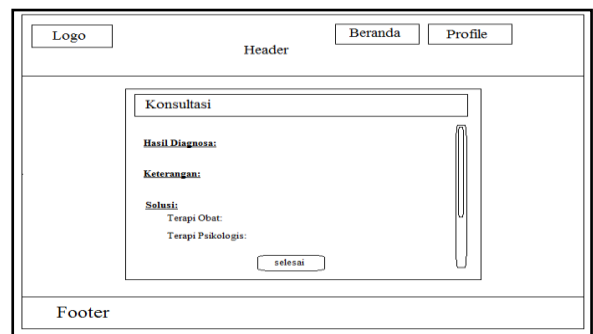 Logo
Header
Beranda
Profile
Konsultasi
Hasil Diagnosa:
Keterangan:
Solusi:
Terapi Obat:
Terapi Psikologis:
selesai
Footer